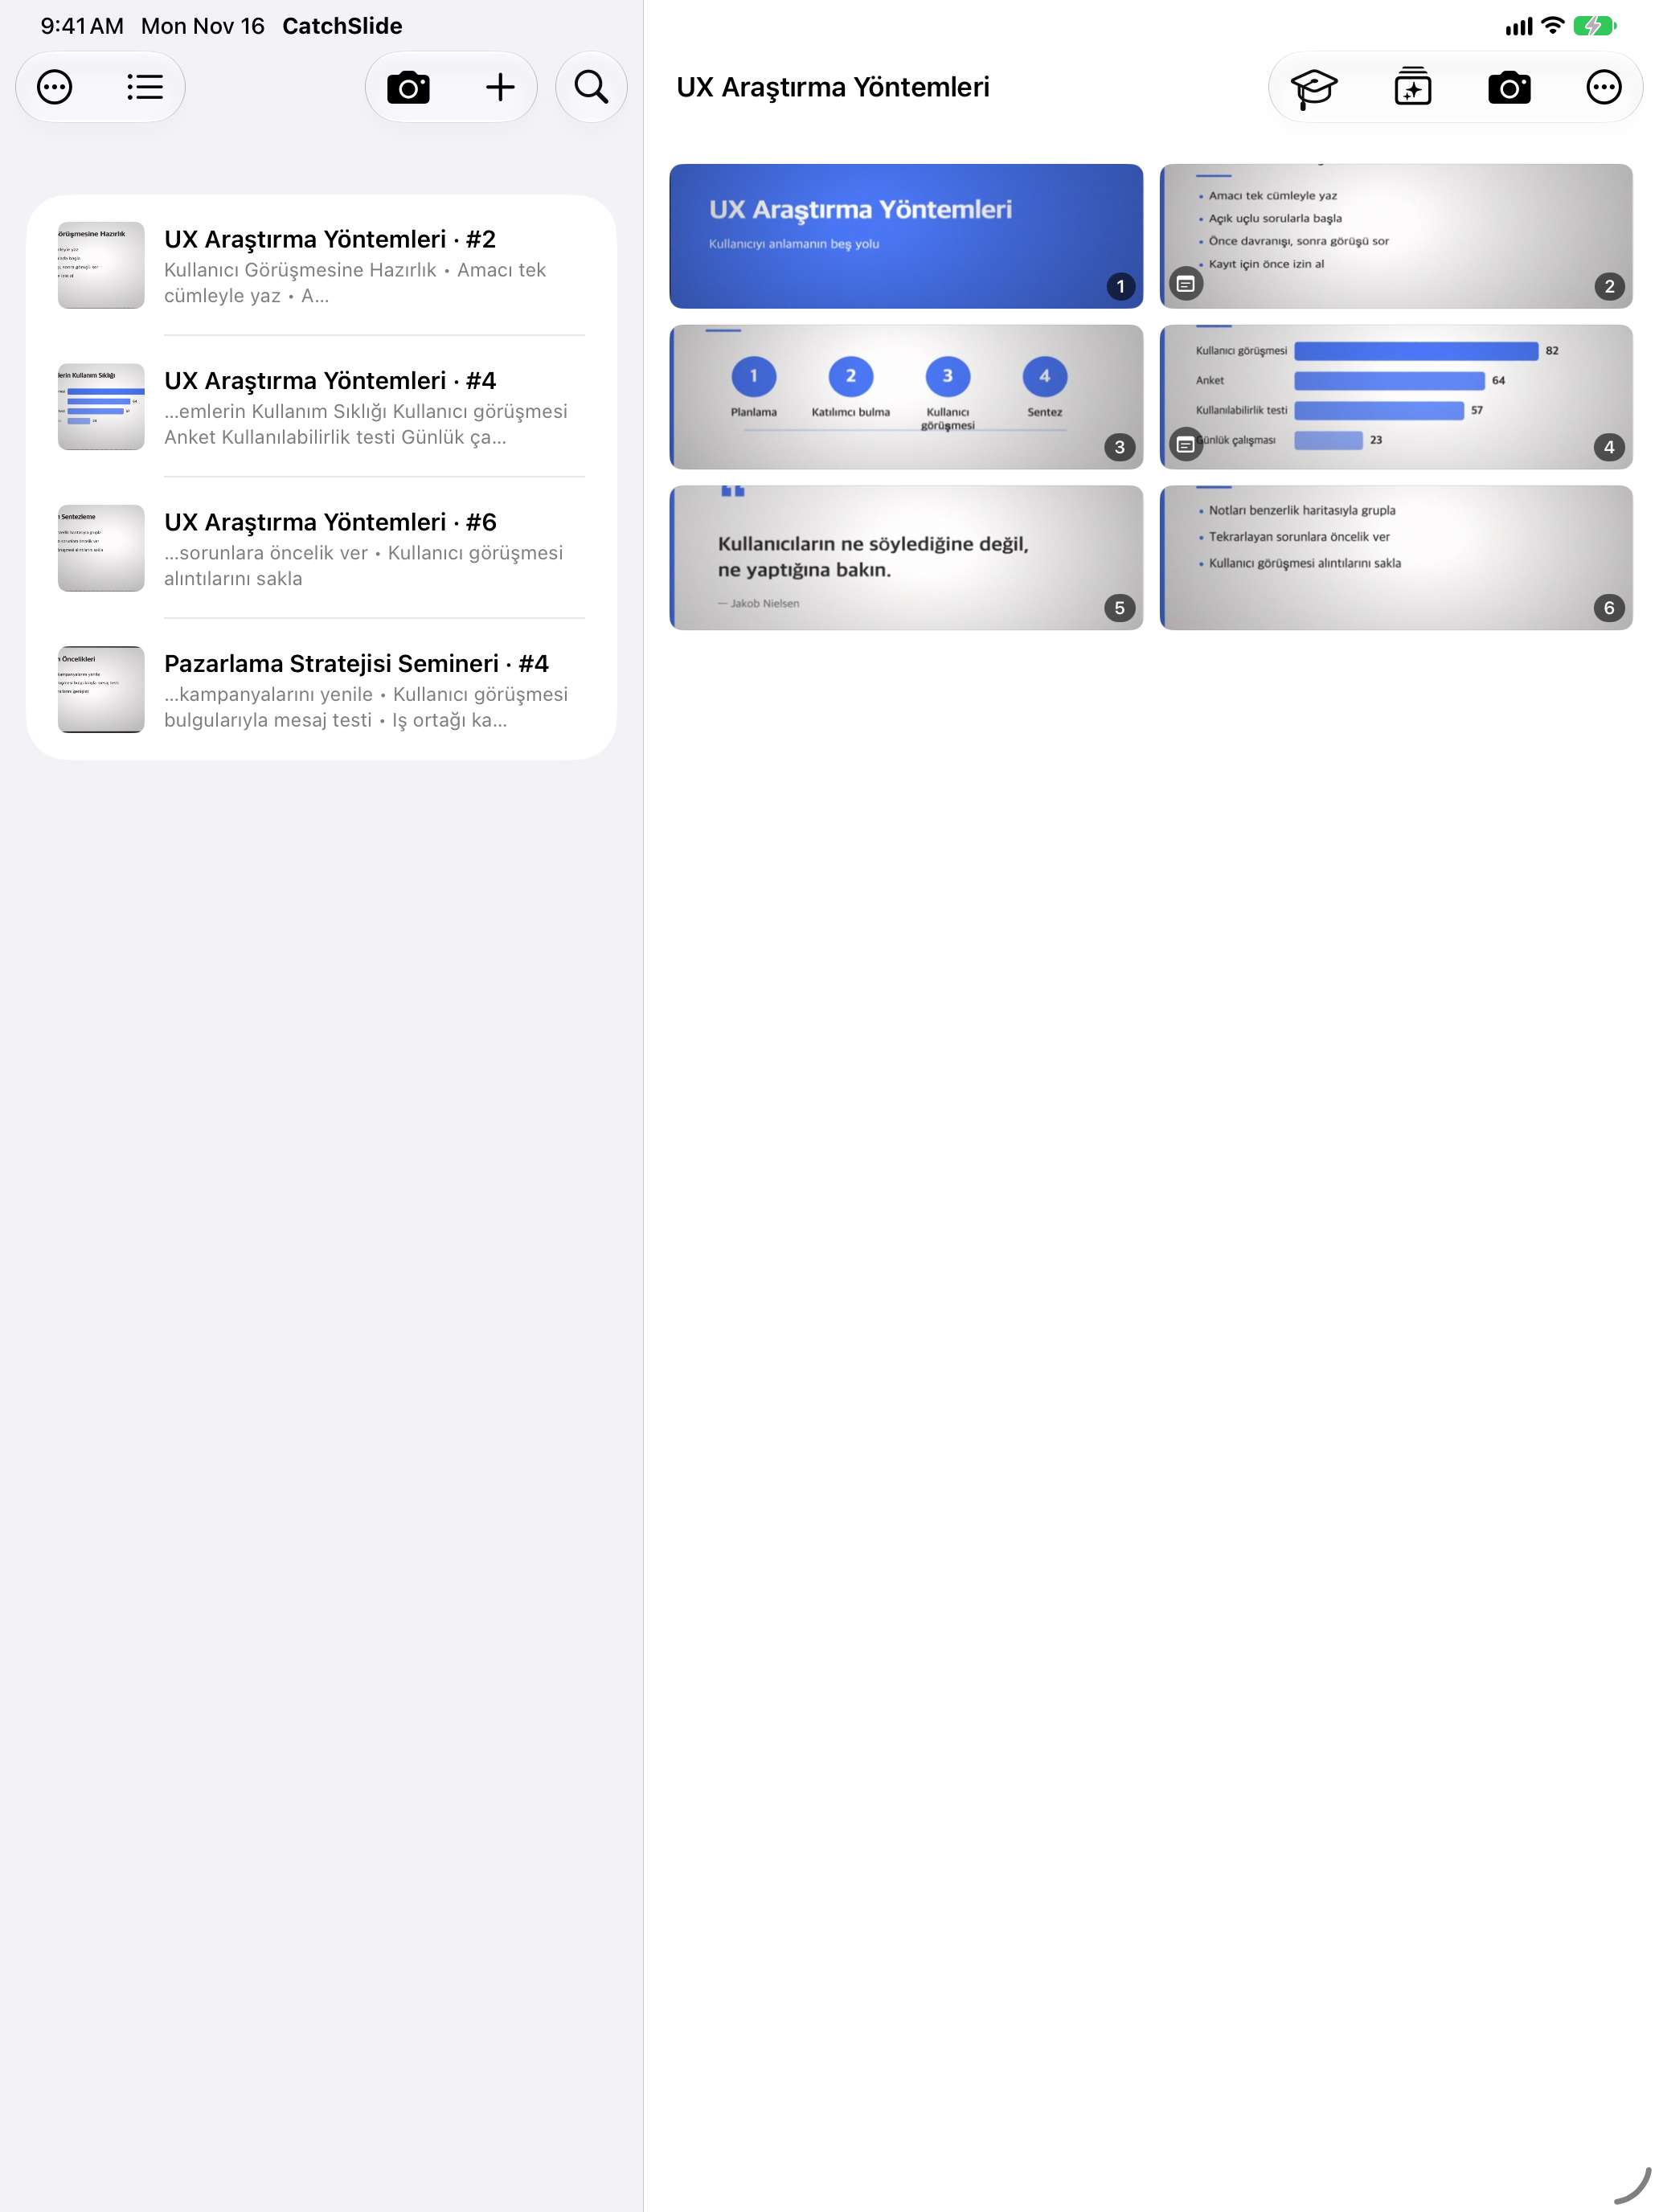 9:41 AM Mon Nov 16 CatchSlide
UX Araştırma Yöntemleri · #2
Kullanıcı Görüşmesine Hazırlık • Amacı tek
cümleyle yaz • A...
UX Araştırma Yöntemleri · #4
...emlerin Kullanım Sıklığı Kullanıcı görüşmesi
Anket Kullanılabilirlik testi Günlük ça...
UX Araştırma Yöntemleri · #6
...sorunlara öncelik ver • Kullanıcı görüşmesi
alıntılarını sakla
Pazarlama Stratejisi Semineri · #4
...kampanyalarını yenile • Kullanıcı görüşmesi
bulgularıyla mesaj testi • Iş ortağı ka...
UX Araştırma Yöntemleri
UX Araştırma Yöntemleri
Kullanıcıyı anlamanın beş yolu
1
• Amacı tek cümleyle yaz
• Açık uçlu sorularla başla
• Önce davranışı, sonra görüşü sor
• Kayıt için önce izin al
2
1 2 3 4
Planlama Katılımcı bulma Kullanıcı görüşmesi Sentez
3
Kullanıcı görüşmesi 82
Anket 64
Kullanılabilirlik testi 57
Günlük çalışması 23
4
Kullanıcıların ne söylediğine değil,
ne yaptığına bakın.
— Jakob Nielsen
5
• Notları benzerlik haritasıyla grupla
• Tekrarlayan sorunlara öncelik ver
• Kullanıcı görüşmesi alıntılarını sakla
6